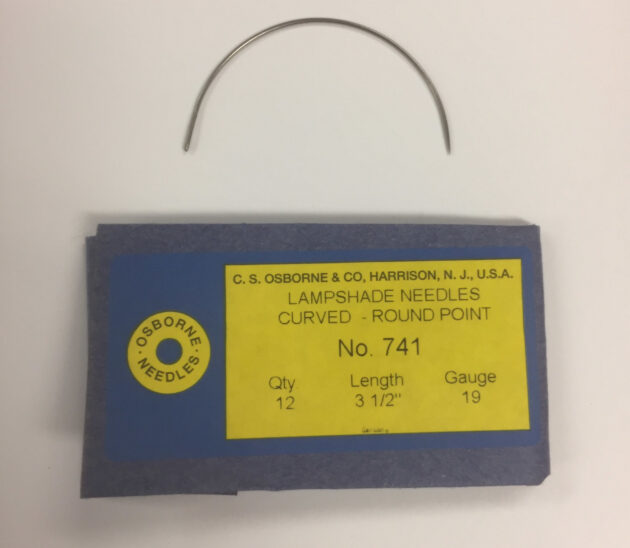 C. S. OSBORNE & CO, HARRISON, N. J., U.S.A.
LAMPSHADE NEEDLES
CURVED - ROUND POINT
No. 741
Qty Length Gauge
12 3 1/2" 19
· OSBORNE ·
NEEDLES